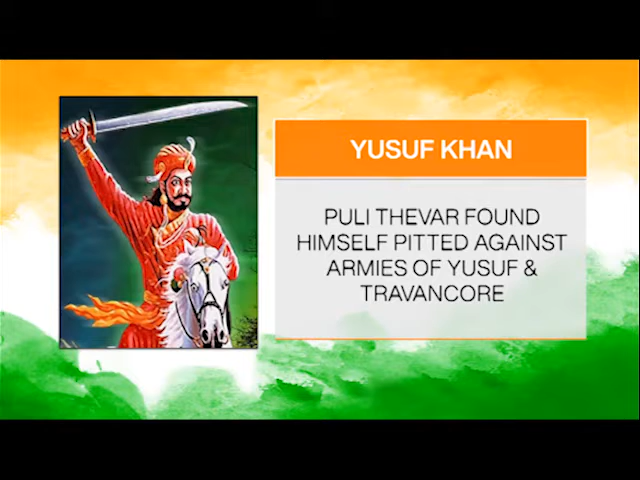 YUSUF KHAN
PULI THEVAR FOUND
HIMSELF PITTED AGAINST
ARMIES OF YUSUF &
TRAVANCORE